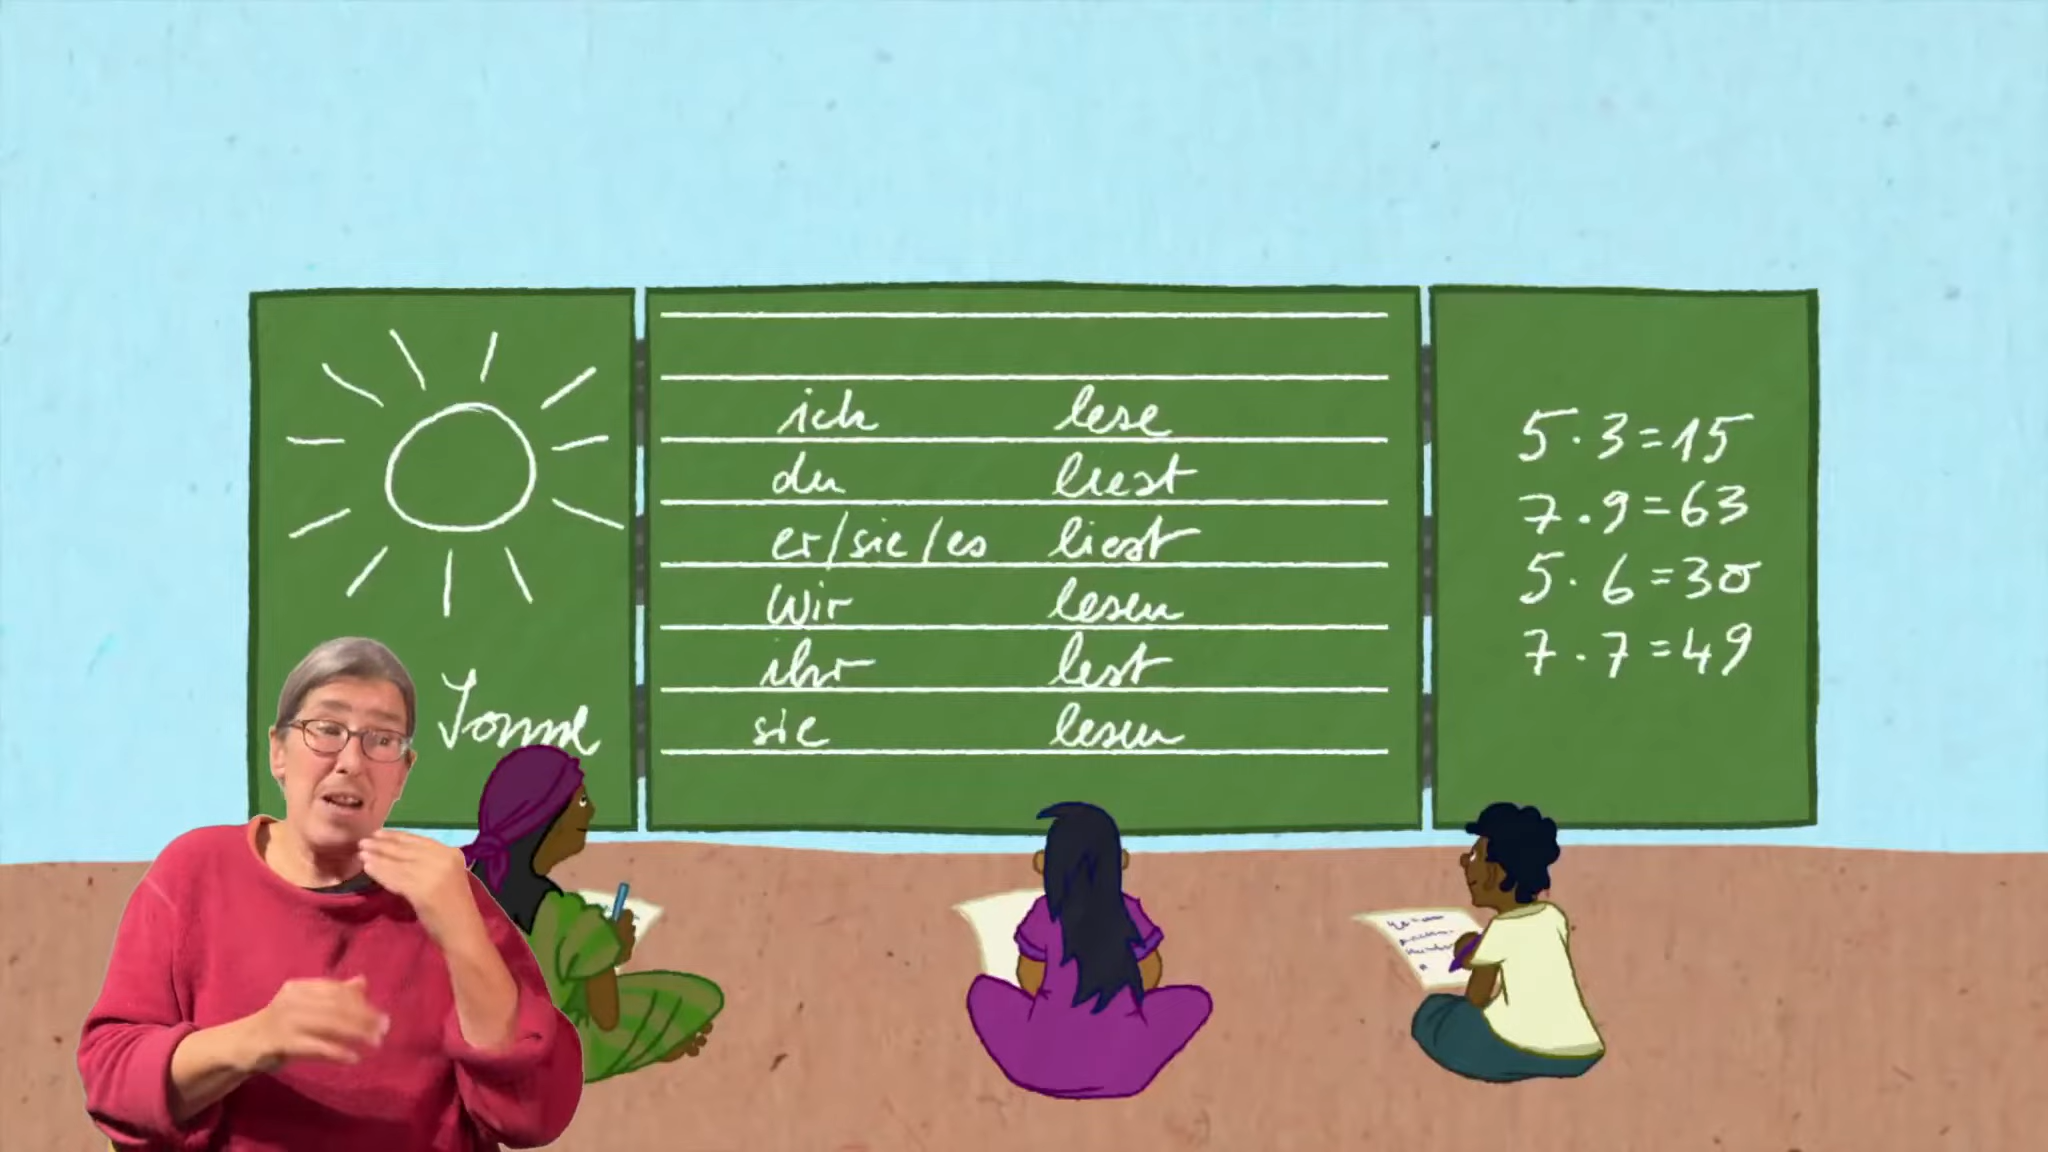 Sonne
ich lese
du liest
er/sie/es liest
wir lesen
ihr lest
sie lesen
5·3=15
7·9=63
5·6=30
7·7=49